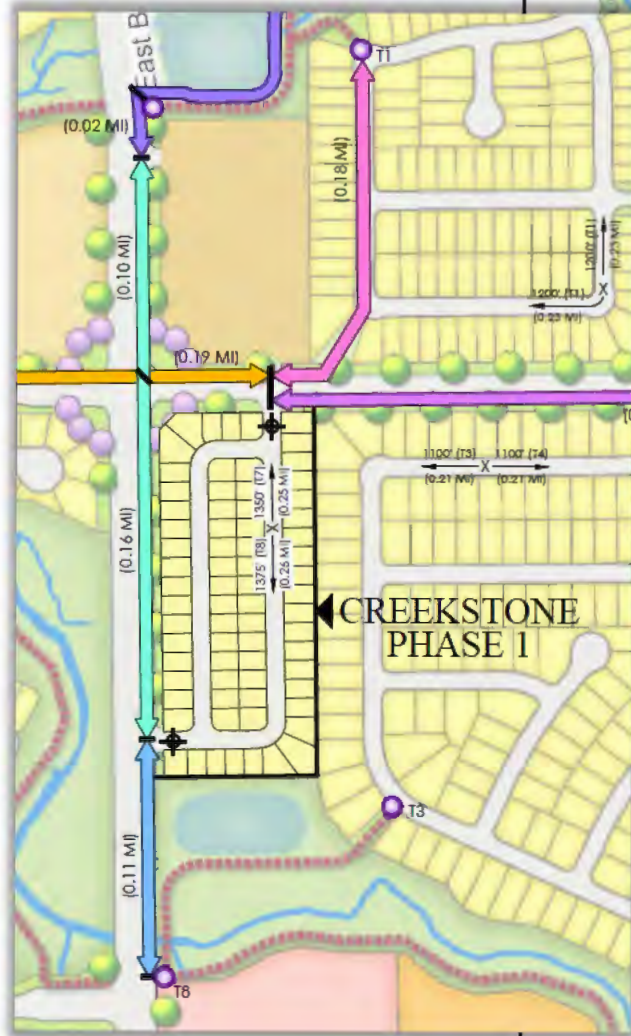 East B
T1
(0.02 MI)
(0.18 MI)
(0.10 MI)
1200' (T1)
(0.23 MI)
X
1200' (T1)
(0.23 MI)
(0.19 MI)
1100' (T3) X 1100' (T4)
(0.21 MI) (0.21 MI)
1350' (T7)
(0.25 MI)
X
1375' (T8)
(0.26 MI)
(0.16 MI)
CREEKSTONE
PHASE 1
T3
(0.11 MI)
T8